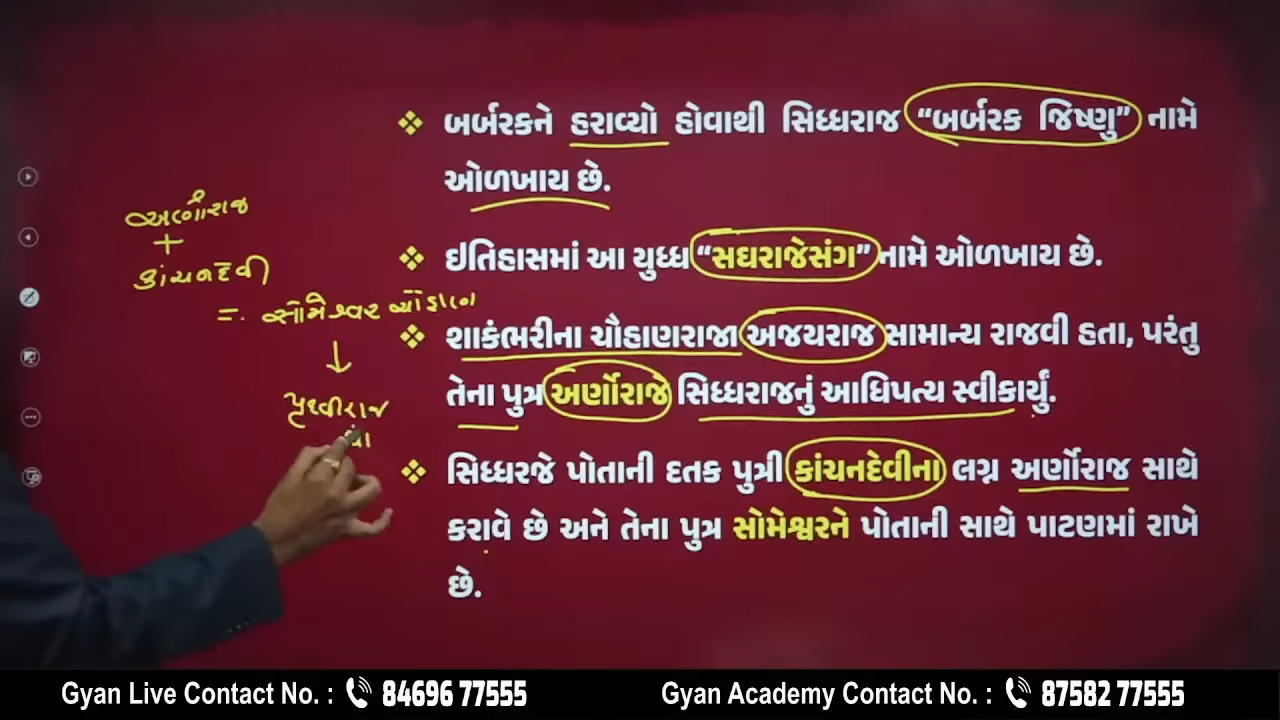 ❖ બર્બરકને હરાવ્યો હોવાથી સિધ્ધરાજ “બર્બરક જિષ્ણુ” નામે
ઓળખાય છે.
❖ ઈતિહાસમાં આ યુધ્ધ “સધરાજેસંગ” નામે ઓળખાય છે.
❖ શાકંભરીના ચૌહાણરાજા અજયરાજ સામાન્ય રાજવી હતા, પરંતુ
તેના પુત્ર અર્ણોરાજે સિધ્ધરાજનું આધિપત્ય સ્વીકાર્યું.
❖ સિધ્ધરજે પોતાની દતક પુત્રી કાંચનદેવીના લગ્ન અર્ણોરાજ સાથે
કરાવે છે અને તેના પુત્ર સોમેશ્વરને પોતાની સાથે પાટણમાં રાખે
છે.
અર્ણોરાજ
+
કાંચનદેવી
= સોમેશ્વર ચૌહાણ
↓
પૃથ્વીરાજ
Gyan Live Contact No. : 84696 77555
Gyan Academy Contact No. : 87582 77555